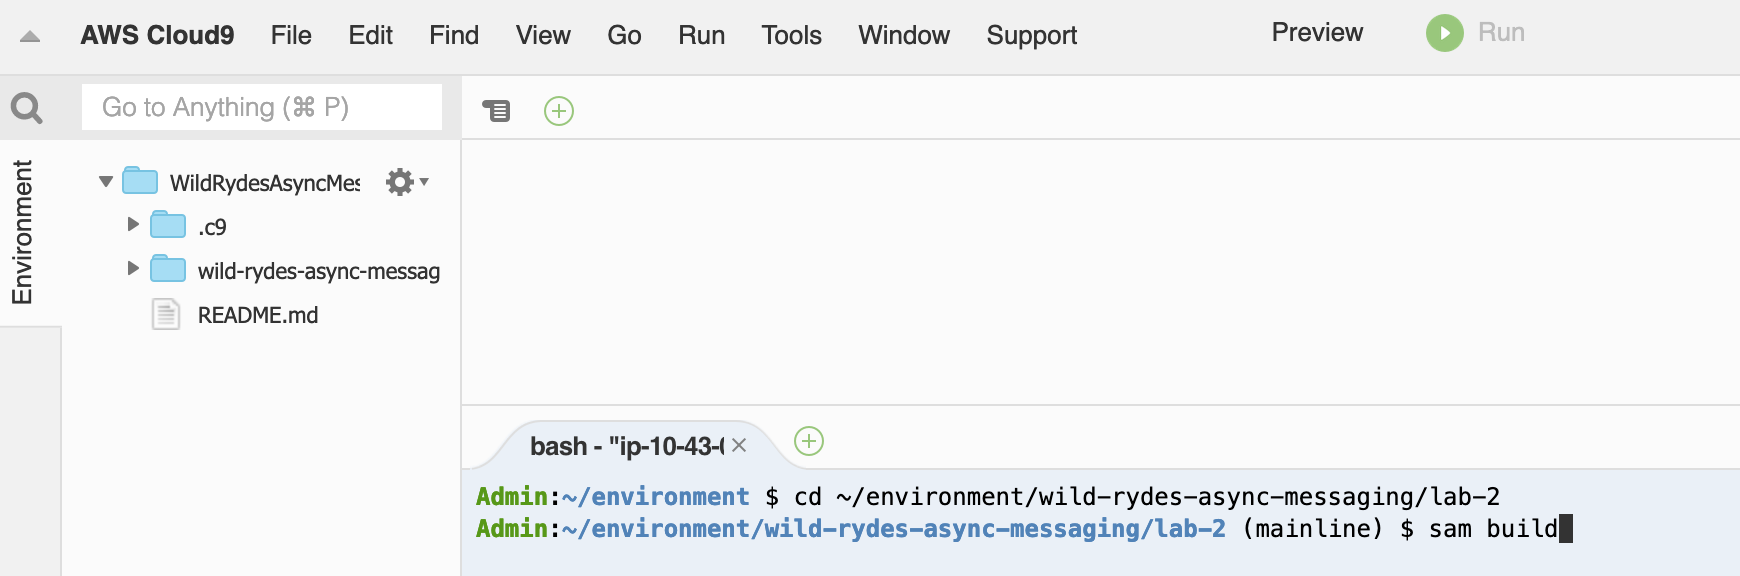 AWS Cloud9 File Edit Find View Go Run Tools Window Support Preview Run
Go to Anything (⌘ P)
Environment
WildRydesAsyncMes
.c9
wild-rydes-async-messag
README.md
bash - "ip-10-43-
Admin:~/environment $ cd ~/environment/wild-rydes-async-messaging/lab-2
Admin:~/environment/wild-rydes-async-messaging/lab-2 (mainline) $ sam build